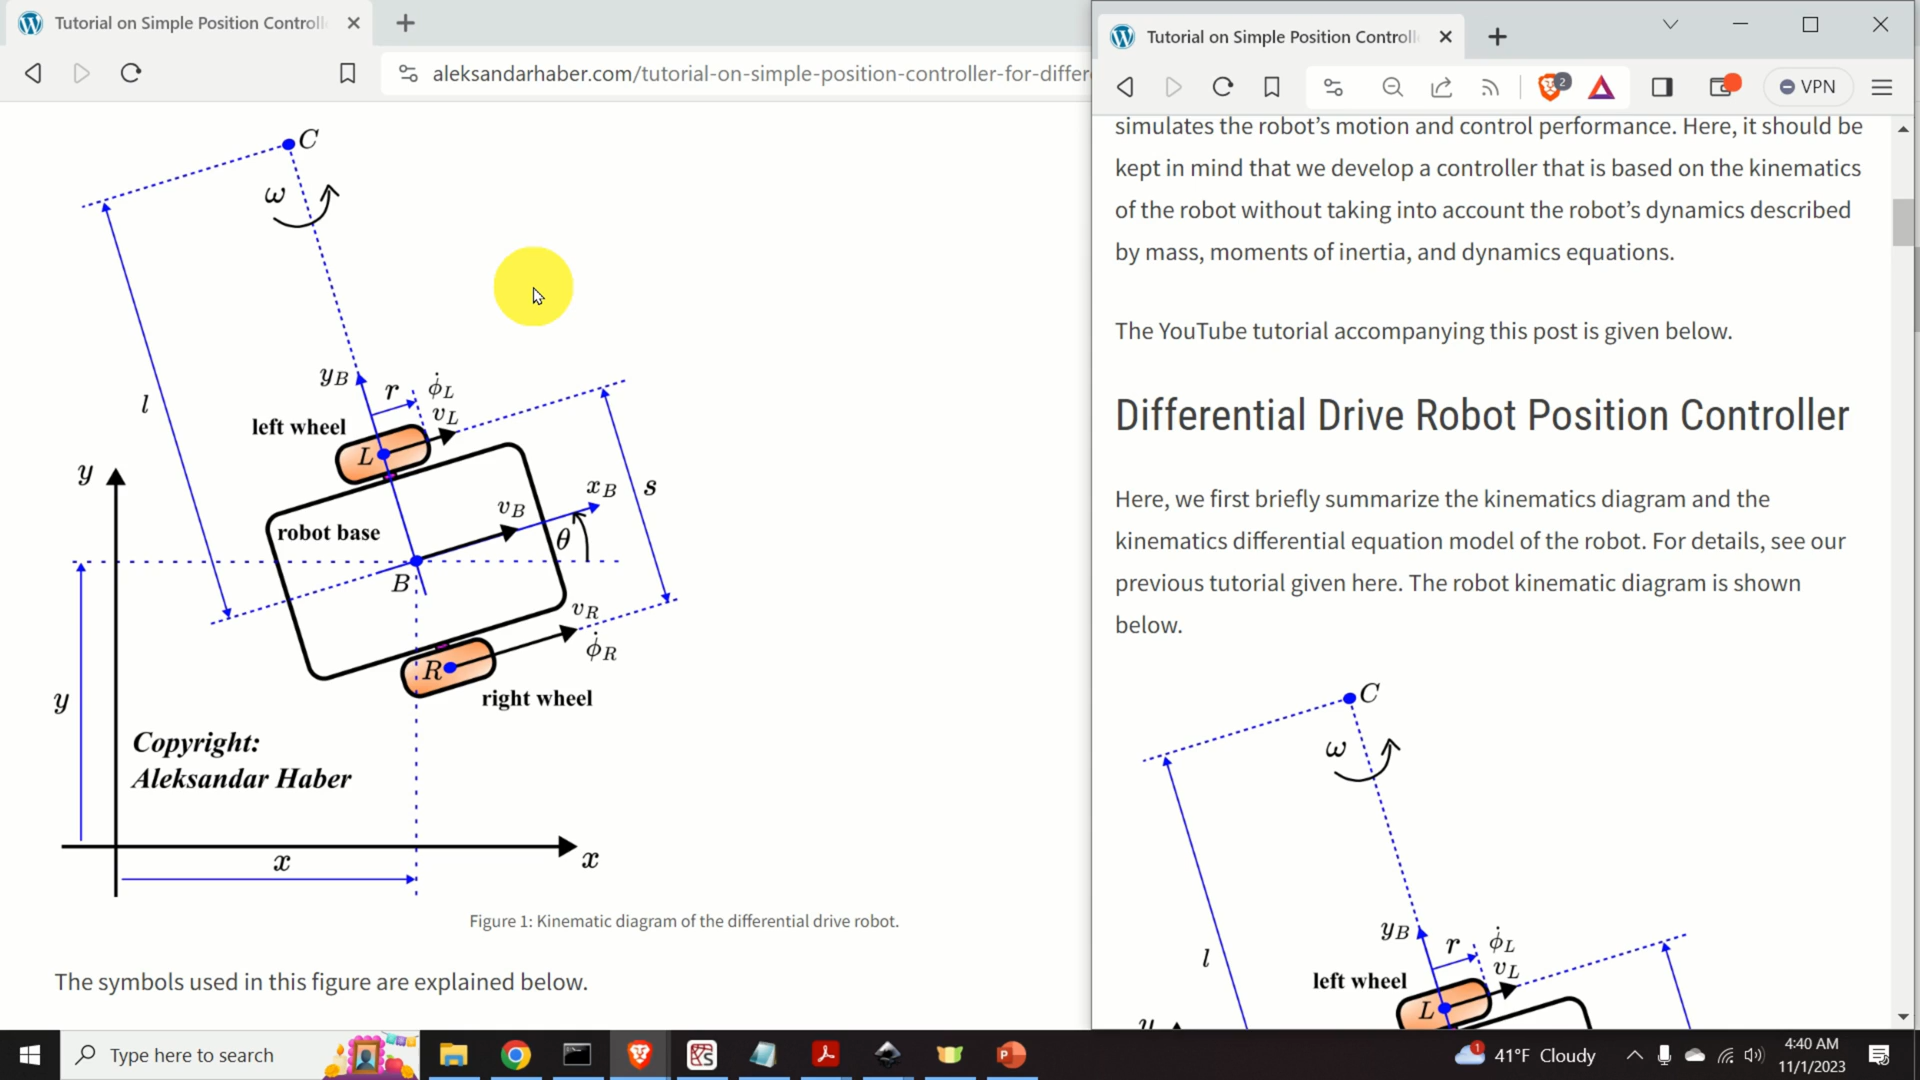 Tutorial on Simple Position Controll
aleksandarhaber.com/tutorial-on-simple-position-controller-for-differe
C
ω
l
y_B
r
ϕ̇_L
v_L
left wheel
L
s
y
x_B
v_B
robot base
θ
B
v_R
ϕ̇_R
R
right wheel
y
Copyright:
Aleksandar Haber
x
x
Figure 1: Kinematic diagram of the differential drive robot.
The symbols used in this figure are explained below.
Tutorial on Simple Position Controll
2
VPN
simulates the robot’s motion and control performance. Here, it should be
kept in mind that we develop a controller that is based on the kinematics
of the robot without taking into account the robot’s dynamics described
by mass, moments of inertia, and dynamics equations.
The YouTube tutorial accompanying this post is given below.
Differential Drive Robot Position Controller
Here, we first briefly summarize the kinematics diagram and the
kinematics differential equation model of the robot. For details, see our
previous tutorial given here. The robot kinematic diagram is shown
below.
C
ω
y_B
r
ϕ̇_L
l
v_L
left wheel
L
y
Type here to search
1
41°F Cloudy
4:40 AM
11/1/2023